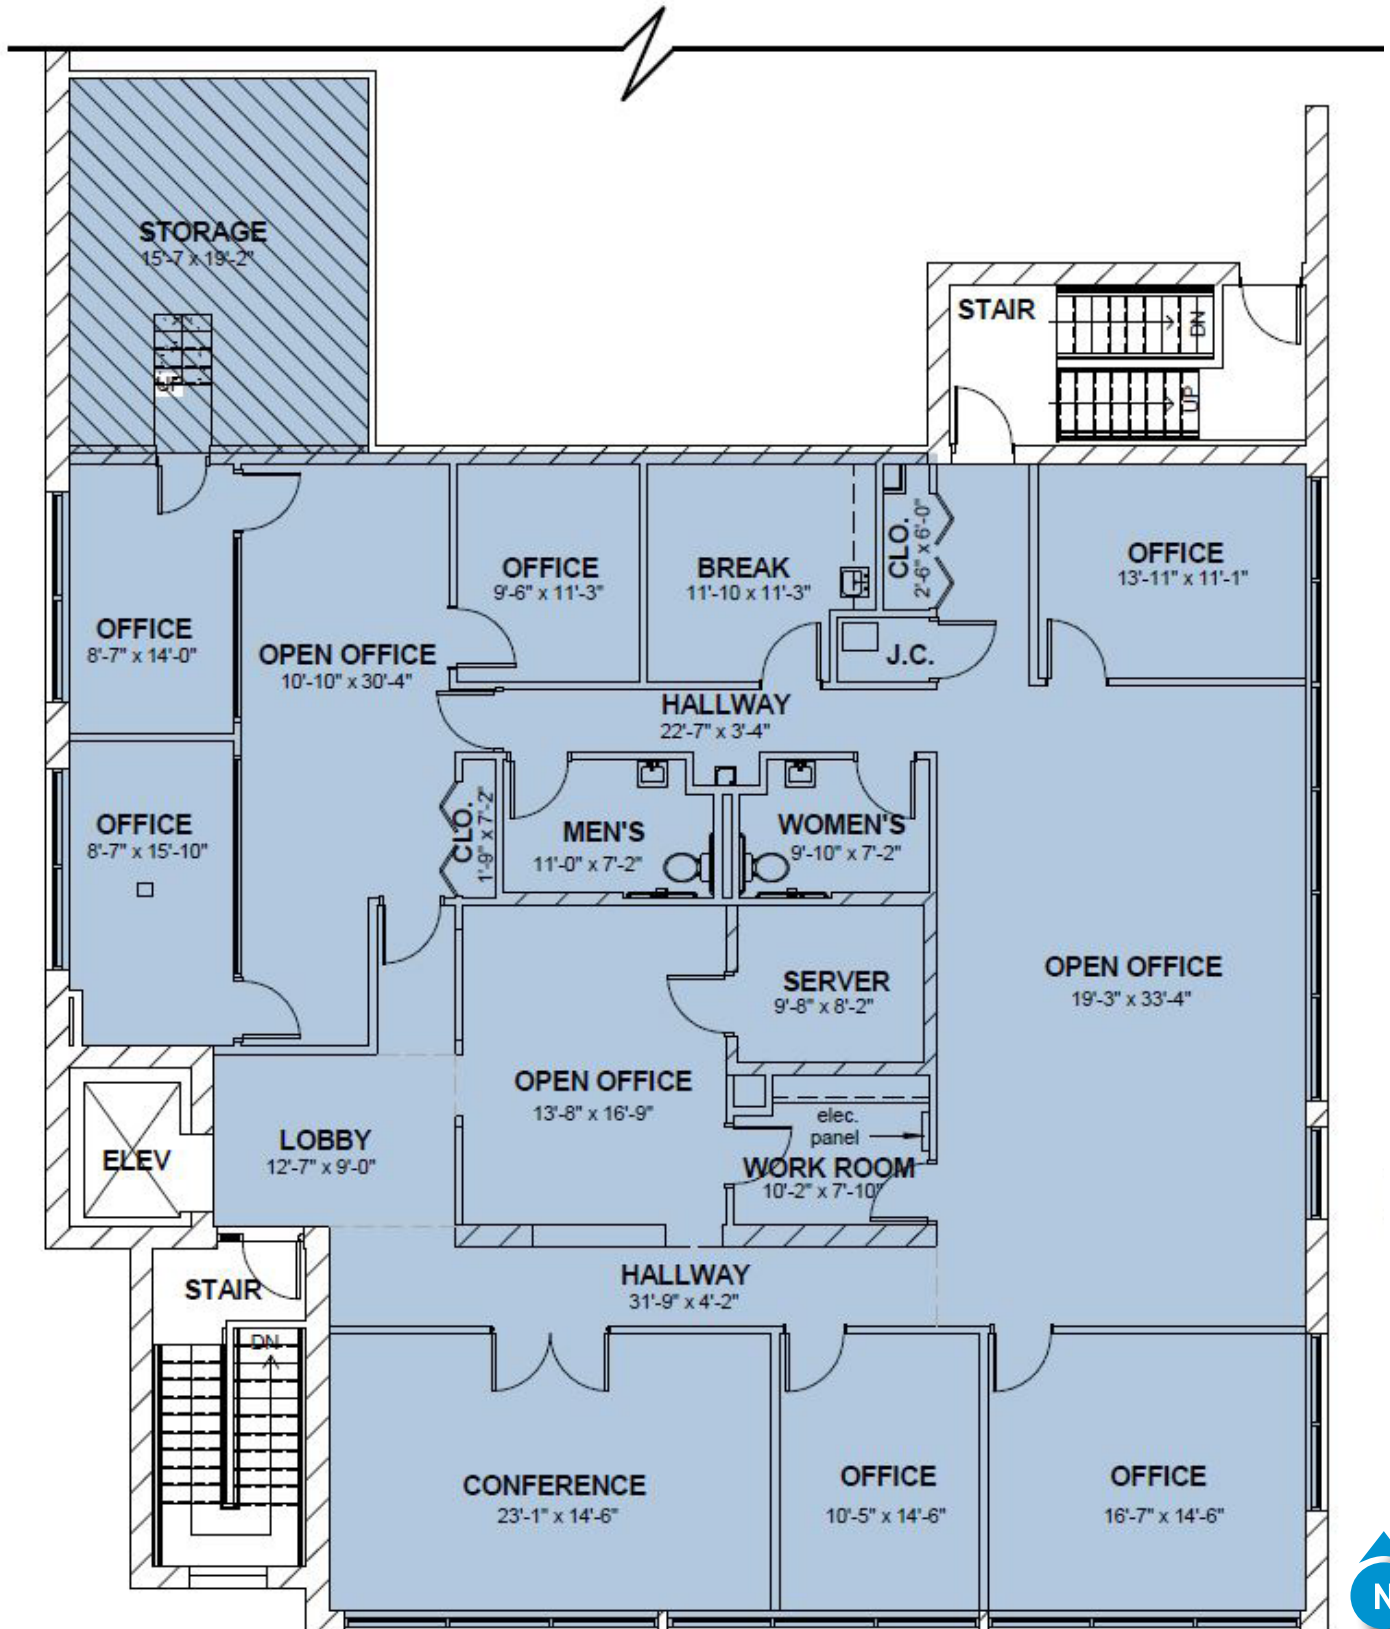 STORAGE
15'-7 x 19'-2"
UP
STAIR
DN
UP
OFFICE
8'-7" x 14'-0"
OPEN OFFICE
10'-10" x 30'-4"
OFFICE
9'-6" x 11'-3"
BREAK
11'-10 x 11'-3"
CLO.
2'-6" x 6'-0"
J.C.
OFFICE
13'-11" x 11'-1"
HALLWAY
22'-7" x 3'-4"
OFFICE
8'-7" x 15'-10"
CLO.
1'-9" x 7'-2"
MEN'S
11'-0" x 7'-2"
WOMEN'S
9'-10" x 7'-2"
SERVER
9'-8" x 8'-2"
OPEN OFFICE
19'-3" x 33'-4"
OPEN OFFICE
13'-8" x 16'-9"
elec.
panel
WORK ROOM
10'-2" x 7'-10"
LOBBY
12'-7" x 9'-0"
ELEV
STAIR
DN
HALLWAY
31'-9" x 4'-2"
CONFERENCE
23'-1" x 14'-6"
OFFICE
10'-5" x 14'-6"
OFFICE
16'-7" x 14'-6"
N